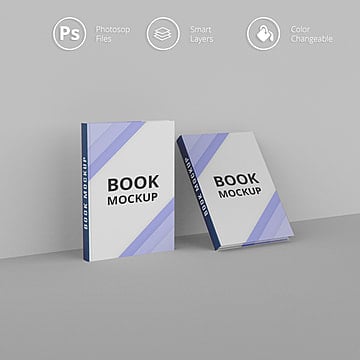 Ps
Photosop
Files
Smart
Layers
Color
Changeable
BOOK MOCKUP
BOOK
MOCKUP
BOOK MOCKUP
BOOK
MOCKUP